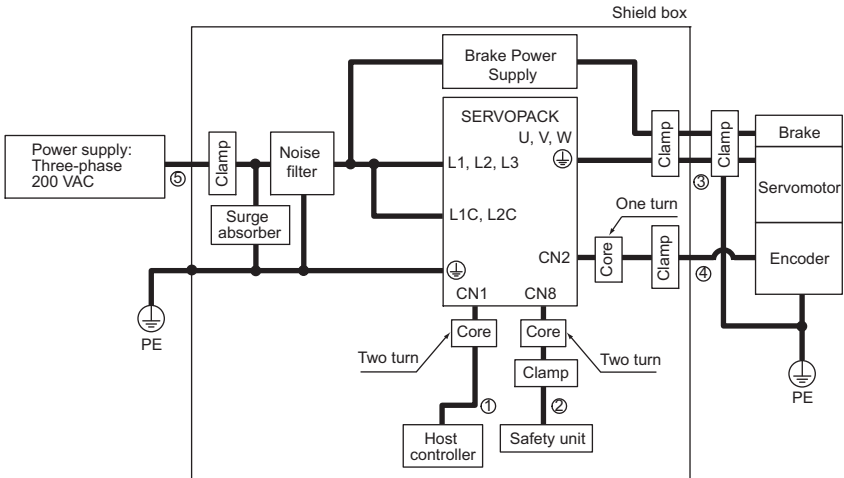 Shield box
Brake Power
Supply
SERVOPACK
U, V, W
Power supply:
Three-phase
200 VAC
⑤
Clamp
Noise
filter
L1, L2, L3
Clamp
Clamp
③
Brake
Servomotor
Surge
absorber
L1C, L2C
One turn
CN2
Core
Clamp
④
Encoder
PE
CN1
CN8
Core
Core
Two turn
Two turn
Clamp
①
②
Host
controller
Safety unit
PE